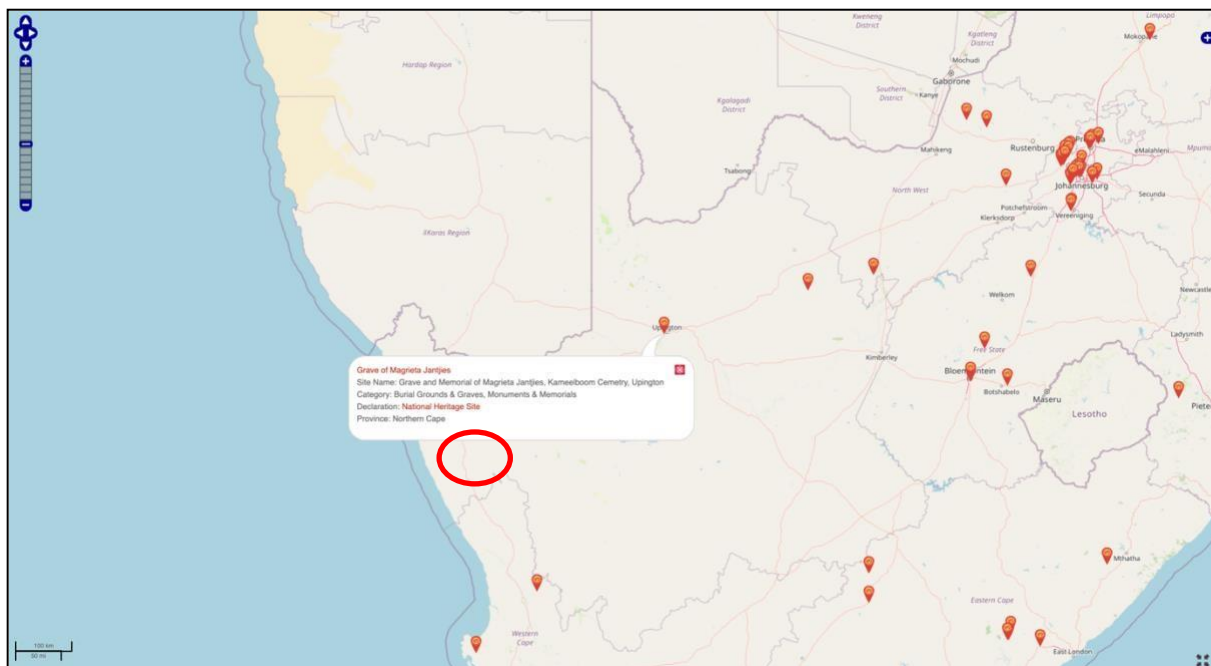 Limpopo
Kweneng
District
Mokopane
Kgatleng
District
Mochudi
Hardap Region
Gaborone
Southern
District
Kanye
Kgalagadi
District
Rustenburg
eMalahleni
Mahikeng
Tsabong
North West
Johannesburg
Secunda
Potchefstroom
Klerksdorp
Vereeniging
ǁKaras Region
Newcastle
Welkom
Upington
Ladysmith
Free State
Kimberley
Bloemfontein
Botshabelo
Maseru
Lesotho
Grave of Magrieta Jantjies
Site Name: Grave and Memorial of Magrieta Jantjies, Kameelboom Cemetry, Upington
Category: Burial Grounds & Graves, Monuments & Memorials
Declaration: National Heritage Site
Province: Northern Cape
Mthatha
Eastern Cape
Western
Cape
East London
100 km
50 mi